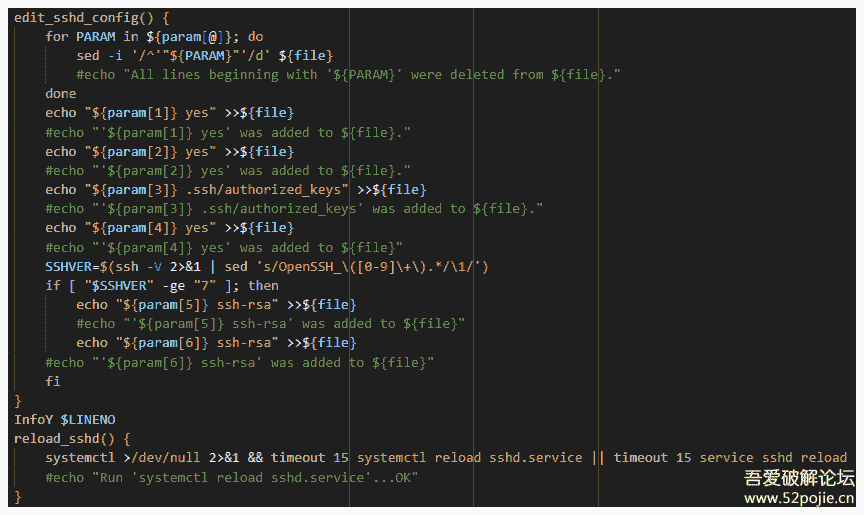 edit_sshd_config() {
    for PARAM in ${param[@]}; do
        sed -i '/^'"${PARAM}"'/d' ${file}
        #echo "All lines beginning with '${PARAM}' were deleted from ${file}."
    done
    echo "${param[1]} yes" >>${file}
    #echo "'${param[1]} yes' was added to ${file}."
    echo "${param[2]} yes" >>${file}
    #echo "'${param[2]} yes' was added to ${file}."
    echo "${param[3]} .ssh/authorized_keys" >>${file}
    #echo "'${param[3]} .ssh/authorized_keys' was added to ${file}."
    echo "${param[4]} yes" >>${file}
    #echo "'${param[4]} yes' was added to ${file}"
    SSHVER=$(ssh -V 2>&1 | sed 's/OpenSSH_\([0-9]\+\).*/\1/')
    if [ "$SSHVER" -ge "7" ]; then
        echo "${param[5]} ssh-rsa" >>${file}
        #echo "'${param[5]} ssh-rsa' was added to ${file}"
        echo "${param[6]} ssh-rsa" >>${file}
    #echo "'${param[6]} ssh-rsa' was added to ${file}"
    fi
}
InfoY $LINENO
reload_sshd() {
    systemctl >/dev/null 2>&1 && timeout 15 systemctl reload sshd.service || timeout 15 service sshd reload
    #echo "Run 'systemctl reload sshd.service'...OK"
}
吾爱破解论坛
www.52pojie.cn